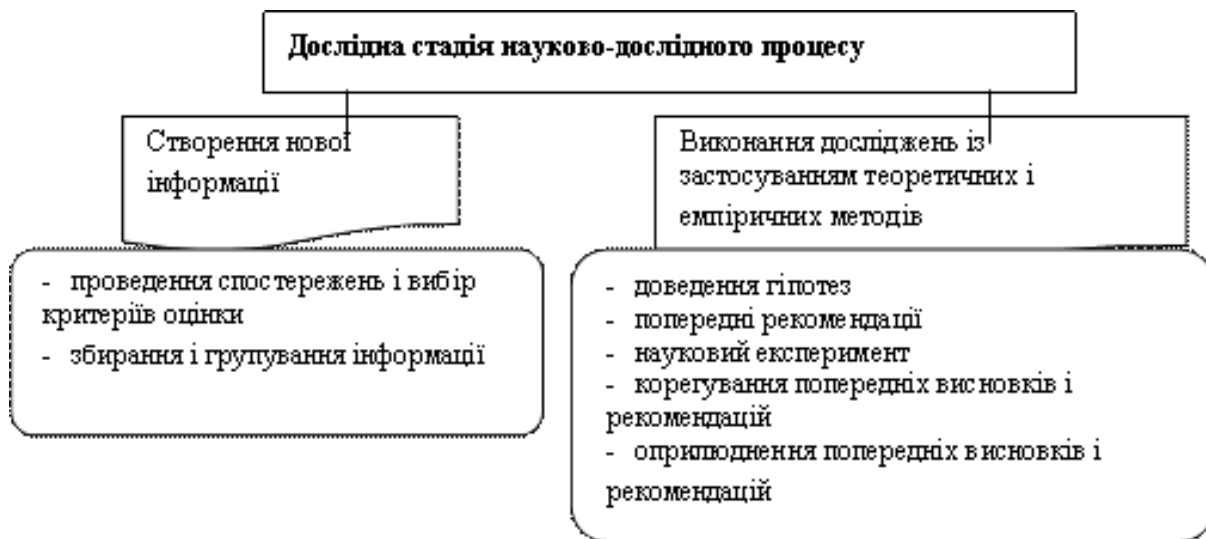 Дослідна стадія науково-дослідного процесу
Створення нової
інформації
- проведення спостережень і вибір
критеріїв оцінки
- збирання і групування інформації
Виконання досліджень із
застосуванням теоретичних і
емпіричних методів
- доведення гіпотез
- попередні рекомендації
- науковий експеримент
- корегування попередніх висновків і
рекомендацій
- оприлюднення попередніх висновків і
рекомендацій